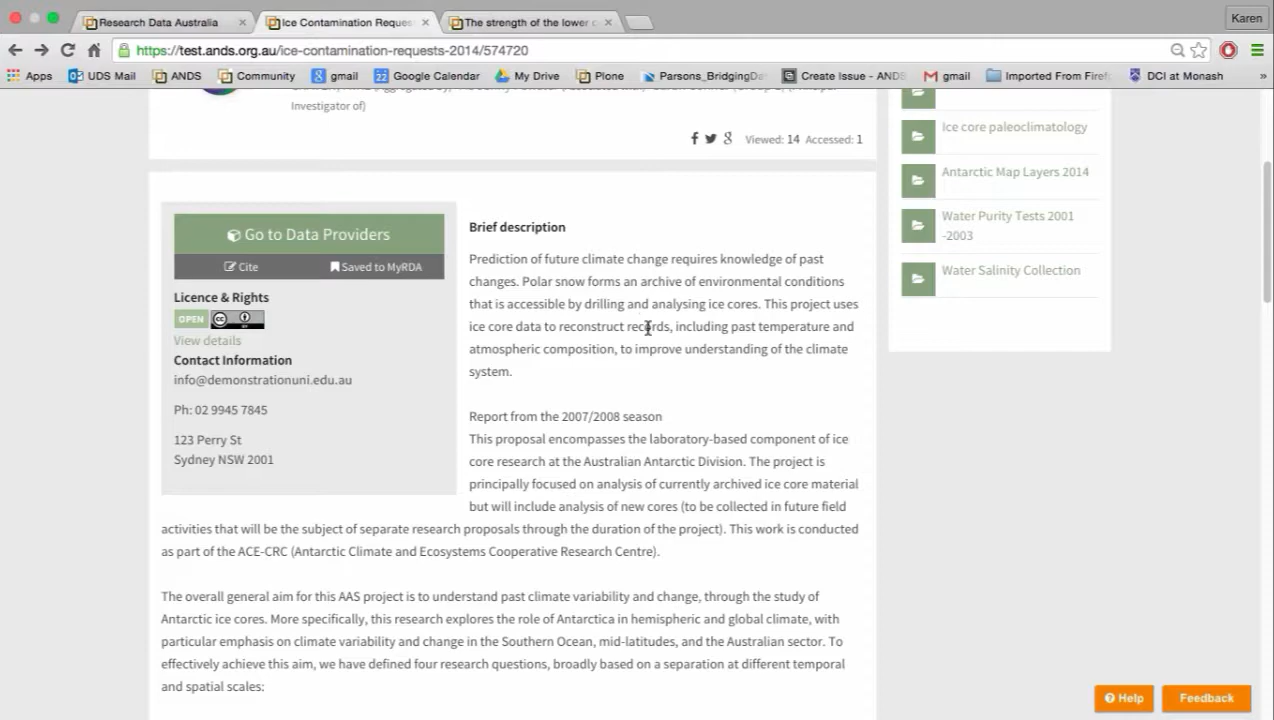 Research Data Australia
Ice Contamination Reques
The strength of the lower
Karen
https://test.ands.org.au/ice-contamination-requests-2014/574720
Apps
UDS Mail
ANDS
Community
gmail
Google Calendar
My Drive
Plone
Parsons_BridgingDa
Create Issue - ANDS
gmail
Imported From Firef
DCI at Monash
»
Investigator of)
Viewed: 14 Accessed: 1
Go to Data Providers
Cite
Saved to MyRDA
Licence & Rights
OPEN
View details
Contact Information
info@demonstrationuni.edu.au
Ph: 02 9945 7845
123 Perry St
Sydney NSW 2001
Brief description
Prediction of future climate change requires knowledge of past
changes. Polar snow forms an archive of environmental conditions
that is accessible by drilling and analysing ice cores. This project uses
ice core data to reconstruct records, including past temperature and
atmospheric composition, to improve understanding of the climate
system.
Report from the 2007/2008 season
This proposal encompasses the laboratory-based component of ice
core research at the Australian Antarctic Division. The project is
principally focused on analysis of currently archived ice core material
but will include analysis of new cores (to be collected in future field
activities that will be the subject of separate research proposals through the duration of the project). This work is conducted
as part of the ACE-CRC (Antarctic Climate and Ecosystems Cooperative Research Centre).
The overall general aim for this AAS project is to understand past climate variability and change, through the study of
Antarctic ice cores. More specifically, this research explores the role of Antarctica in hemispheric and global climate, with
particular emphasis on climate variability and change in the Southern Ocean, mid-latitudes, and the Australian sector. To
effectively achieve this aim, we have defined four research questions, broadly based on a separation at different temporal
and spatial scales:
Ice core paleoclimatology
Antarctic Map Layers 2014
Water Purity Tests 2001
-2003
Water Salinity Collection
Help
Feedback